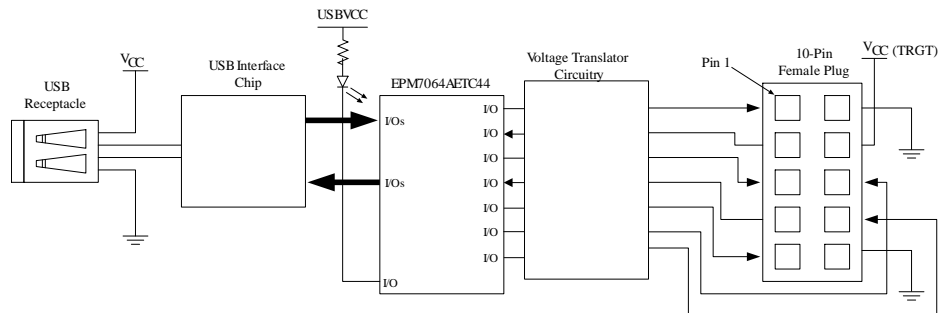 USBVCC
VCC
USB Interface
Chip
USB
Receptacle
EPM7064AETC44
Voltage Translator
Circuitry
Pin 1
10-Pin
Female Plug
VCC (TRGT)
I/Os
I/Os
I/O
I/O
I/O
I/O
I/O
I/O
I/O
I/O